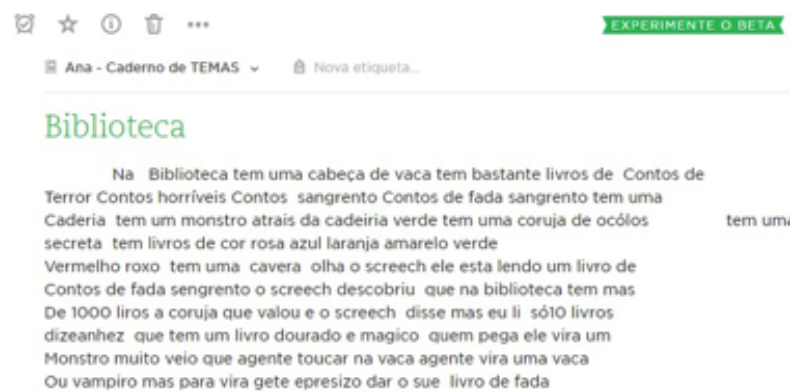 EXPERIMENTE O BETA
Ana - Caderno de TEMAS
Nova etiqueta...
Biblioteca
Na Biblioteca tem uma cabeça de vaca tem bastante livros de Contos de
Terror Contos horríveis Contos sangrento Contos de fada sangrento tem uma
Caderia tem um monstro atrais da cadeiria verde tem uma coruja de ocólos tem uma
secreta tem livros de cor rosa azul laranja amarelo verde
Vermelho roxo tem uma cavera olha o screech ele esta lendo um livro de
Contos de fada sengrento o screech descobriu que na biblioteca tem mas
De 1000 liros a coruja que valou e o screech disse mas eu li só10 livros
dizeanhez que tem um livro dourado e magico quem pega ele vira um
Monstro muito veio que agente toucar na vaca agente vira uma vaca
Ou vampiro mas para vira gete epresizo dar o sue livro de fada